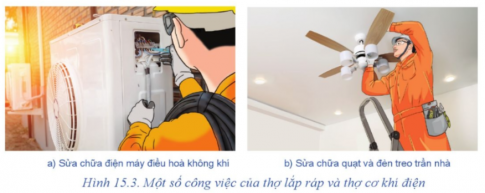 a) Sửa chữa điện máy điều hoà không khí
b) Sửa chữa quạt và đèn treo trần nhà
Hình 15.3. Một số công việc của thợ lắp ráp và thợ cơ khí điện